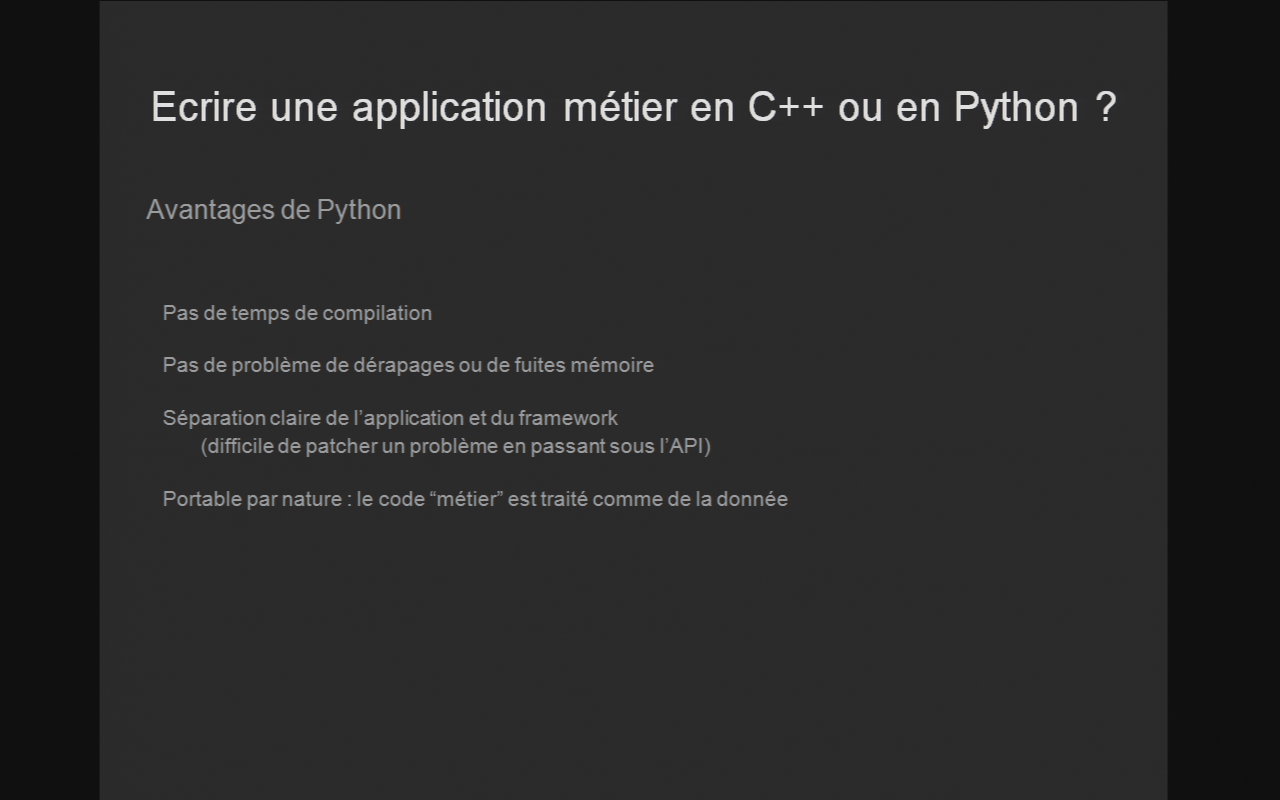 Ecrire une application métier en C++ ou en Python ?
Avantages de Python
Pas de temps de compilation
Pas de problème de dérapages ou de fuites mémoire
Séparation claire de l’application et du framework
(difficile de patcher un problème en passant sous l’API)
Portable par nature : le code “métier” est traité comme de la donnée